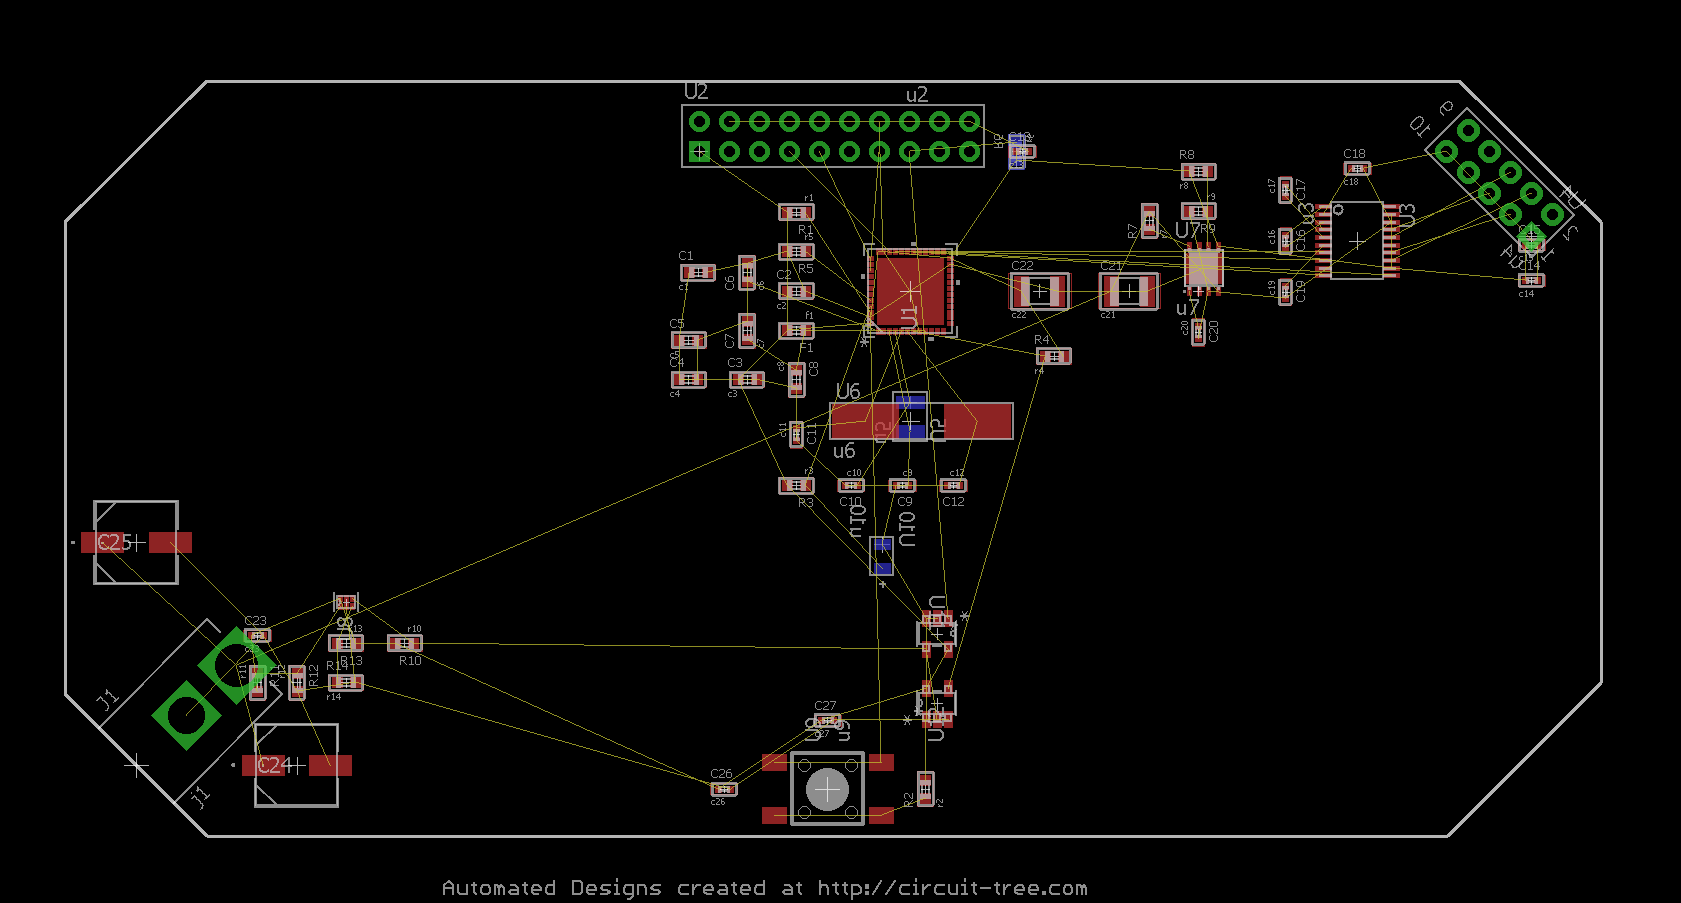 U2
u2
9
10
C18
c18
R8
r8
r9
R9
R7
U7
u7
c17
C17
c16
C16
c19
C19
c20
C20
U3
U3
C14
c14
r1
R1
r5
R5
C1
c1
C6
c6
C2
c2
f1
F1
C5
c5
C7
c7
C4
c4
C3
c3
c8
C8
U1
C22
c22
C21
c21
R4
r4
U6
u6
c11
C11
r3
R3
c10
C10
c9
C9
c12
C12
u10
U10
C25
C23
c23
r13
R13
r10
R10
r11
R11
r12
R12
R14
r14
J1
j1
C24
C27
c27
C26
c26
R2
r2
Automated Designs created at http://circuit-tree.com